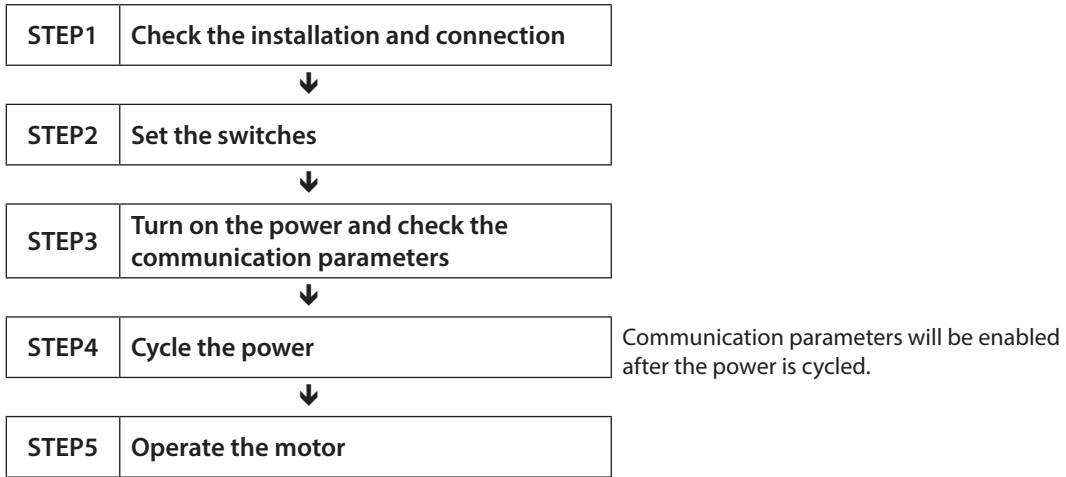 STEP1 Check the installation and connection
STEP2 Set the switches
STEP3 Turn on the power and check the
communication parameters
STEP4 Cycle the power
Communication parameters will be enabled
after the power is cycled.
STEP5 Operate the motor